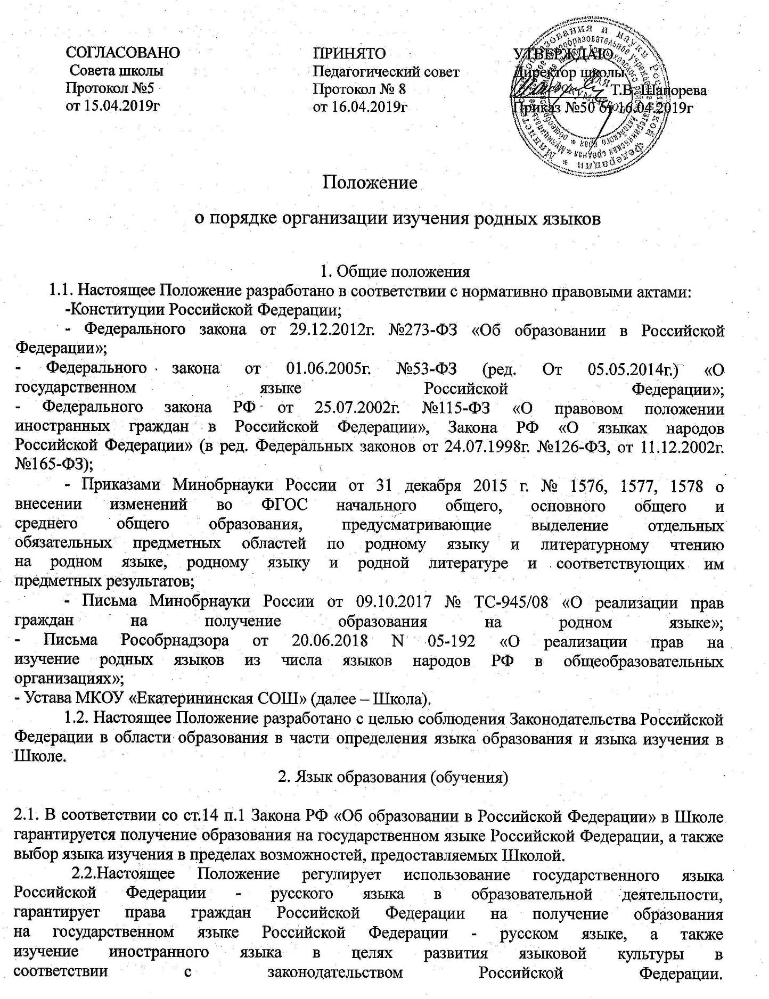 СОГЛАСОВАНО
Совета школы
Протокол №5
от 15.04.2019г
ПРИНЯТО
Педагогический совет
Протокол № 8
от 16.04.2019г
УТВЕРЖДАЮ
Директор школы
Т.В. Шапорева
Приказ №50 от 16.04.2019г
Положение
о порядке организации изучения родных языков
1. Общие положения
1.1. Настоящее Положение разработано в соответствии с нормативно правовыми актами:
-Конституции Российской Федерации;
- Федерального закона от 29.12.2012г. №273-ФЗ «Об образовании в Российской
Федерации»;
- Федерального закона от 01.06.2005г. №53-ФЗ (ред. От 05.05.2014г.) «О
государственном языке Российской Федерации»;
- Федерального закона РФ от 25.07.2002г. №115-ФЗ «О правовом положении
иностранных граждан в Российской Федерации», Закона РФ «О языках народов
Российской Федерации» (в ред. Федеральных законов от 24.07.1998г. №126-ФЗ, от 11.12.2002г.
№165-ФЗ);
- Приказами Минобрнауки России от 31 декабря 2015 г. № 1576, 1577, 1578 о
внесении изменений во ФГОС начального общего, основного общего и
среднего общего образования, предусматривающие выделение отдельных
обязательных предметных областей по родному языку и литературному чтению
на родном языке, родному языку и родной литературе и соответствующих им
предметных результатов;
- Письма Минобрнауки России от 09.10.2017 № ТС-945/08 «О реализации прав
граждан на получение образования на родном языке»;
- Письма Рособрнадзора от 20.06.2018 N 05-192 «О реализации прав на
изучение родных языков из числа языков народов РФ в общеобразовательных
организациях»;
- Устава МКОУ «Екатерининская СОШ» (далее – Школа).
1.2. Настоящее Положение разработано с целью соблюдения Законодательства Российской
Федерации в области образования в части определения языка образования и языка изучения в
Школе.
2. Язык образования (обучения)
2.1. В соответствии со ст.14 п.1 Закона РФ «Об образовании в Российской Федерации» в Школе
гарантируется получение образования на государственном языке Российской Федерации, а также
выбор языка изучения в пределах возможностей, предоставляемых Школой.
2.2.Настоящее Положение регулирует использование государственного языка
Российской Федерации - русского языка в образовательной деятельности,
гарантирует права граждан Российской Федерации на получение образования
на государственном языке Российской Федерации - русском языке, а также
изучение иностранного языка в целях развития языковой культуры в
соответствии с законодательством Российской Федерации.